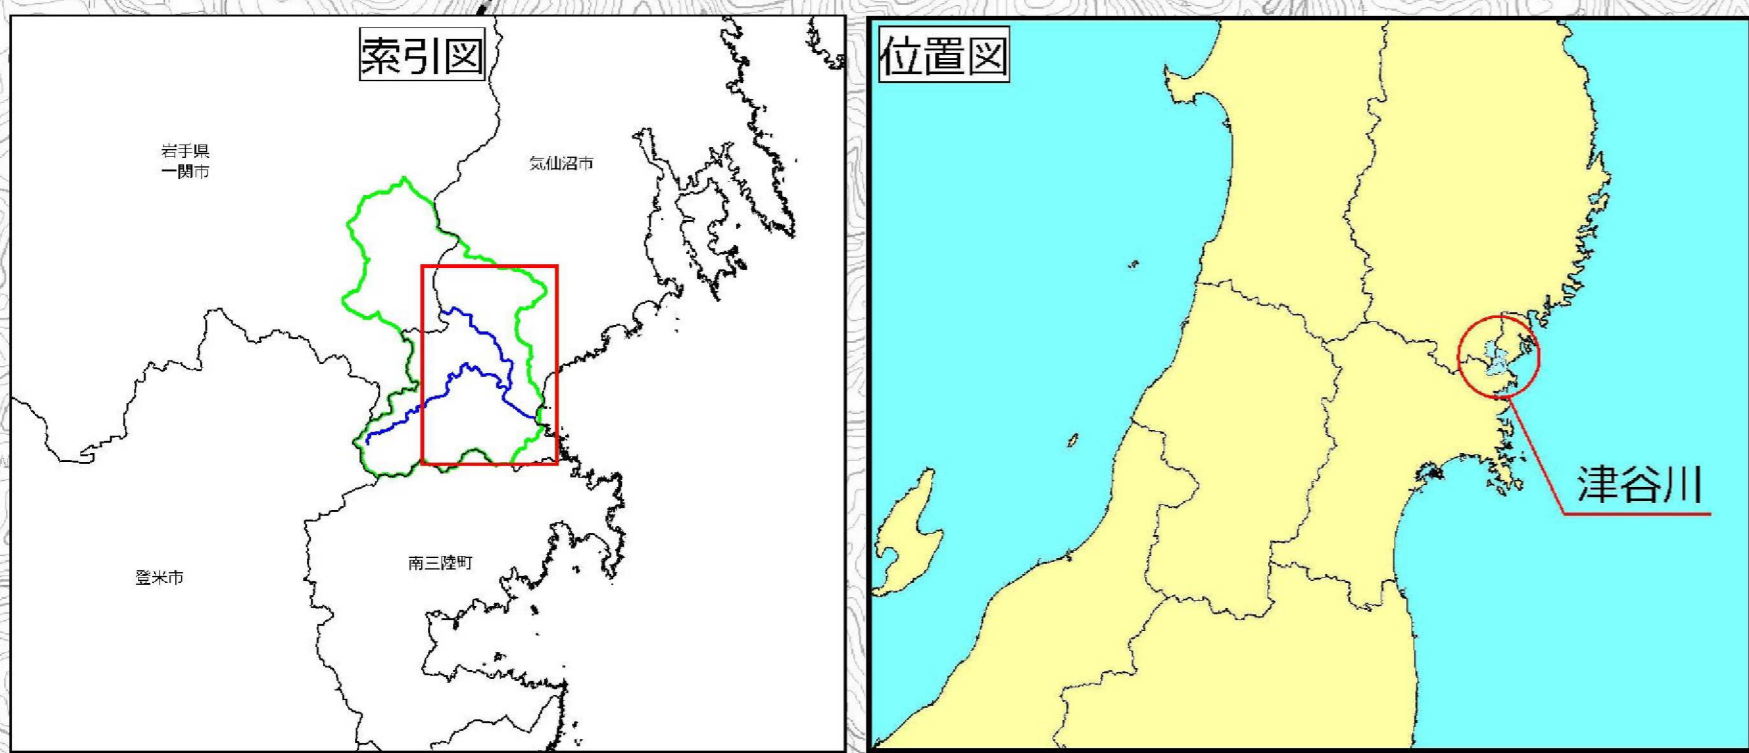 索引図
岩手県
一関市
気仙沼市
登米市
南三陸町
位置図
津谷川